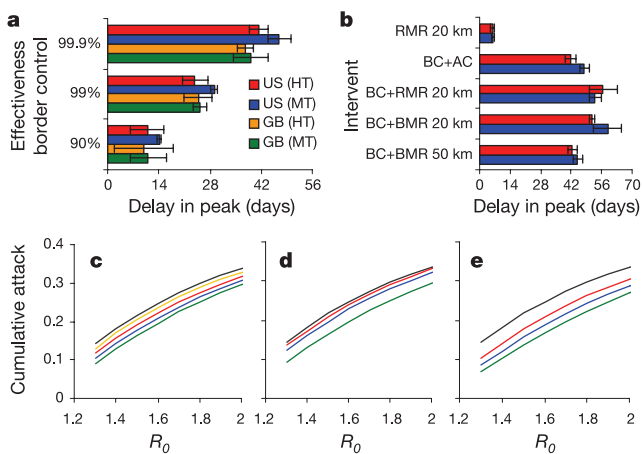 a
Effectiveness
border control
99.9%
99%
90%
US (HT)
US (MT)
GB (HT)
GB (MT)
0 14 28 42 56
Delay in peak (days)
b
Intervent
RMR 20 km
BC+AC
BC+RMR 20 km
BC+BMR 20 km
BC+BMR 50 km
0 14 28 42 56 70
Delay in peak (days)
Cumulative attack
0.4
0.3
0.2
0.1
0
c
1.2 1.4 1.6 1.8 2
R0
d
1.2 1.4 1.6 1.8 2
R0
e
1.2 1.4 1.6 1.8 2
R0